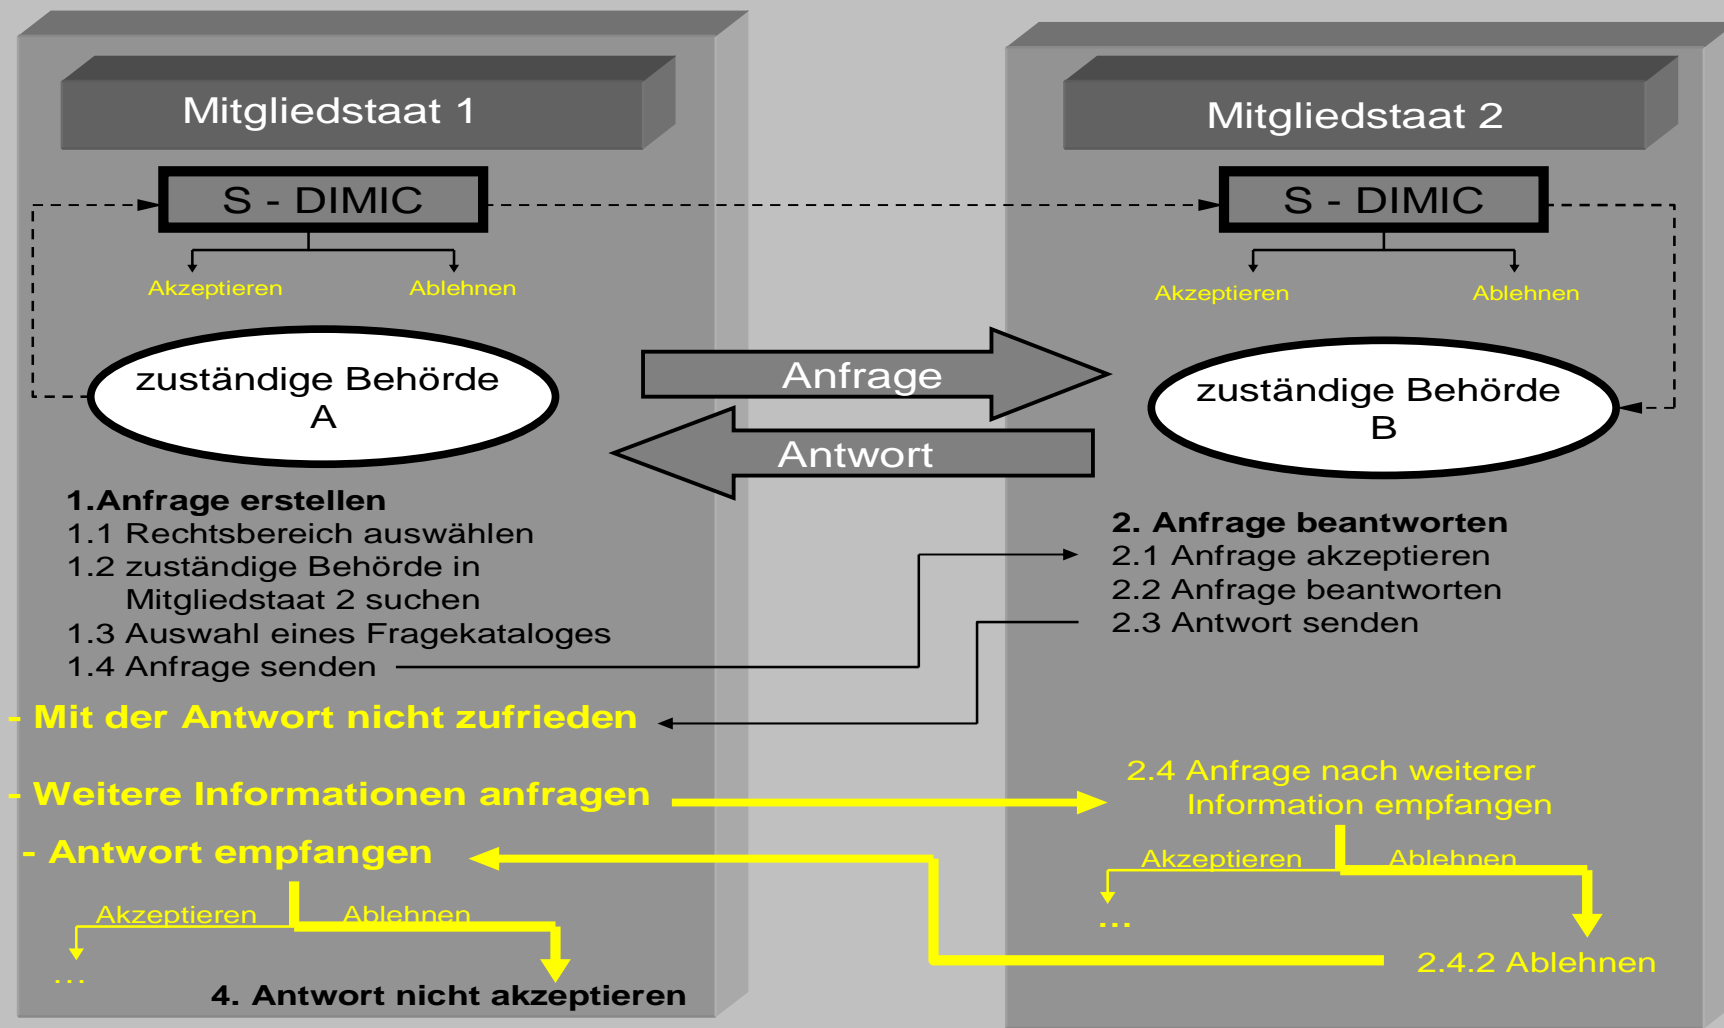 Mitgliedstaat 1
S - DIMIC
Akzeptieren
Ablehnen
zuständige Behörde
A
1.Anfrage erstellen
1.1 Rechtsbereich auswählen
1.2 zuständige Behörde in
Mitgliedstaat 2 suchen
1.3 Auswahl eines Fragekataloges
1.4 Anfrage senden
- Mit der Antwort nicht zufrieden
- Weitere Informationen anfragen
- Antwort empfangen
Akzeptieren
Ablehnen
...
4. Antwort nicht akzeptieren
Anfrage
Antwort
Mitgliedstaat 2
S - DIMIC
Akzeptieren
Ablehnen
zuständige Behörde
B
2. Anfrage beantworten
2.1 Anfrage akzeptieren
2.2 Anfrage beantworten
2.3 Antwort senden
2.4 Anfrage nach weiterer
Information empfangen
Akzeptieren
Ablehnen
...
2.4.2 Ablehnen